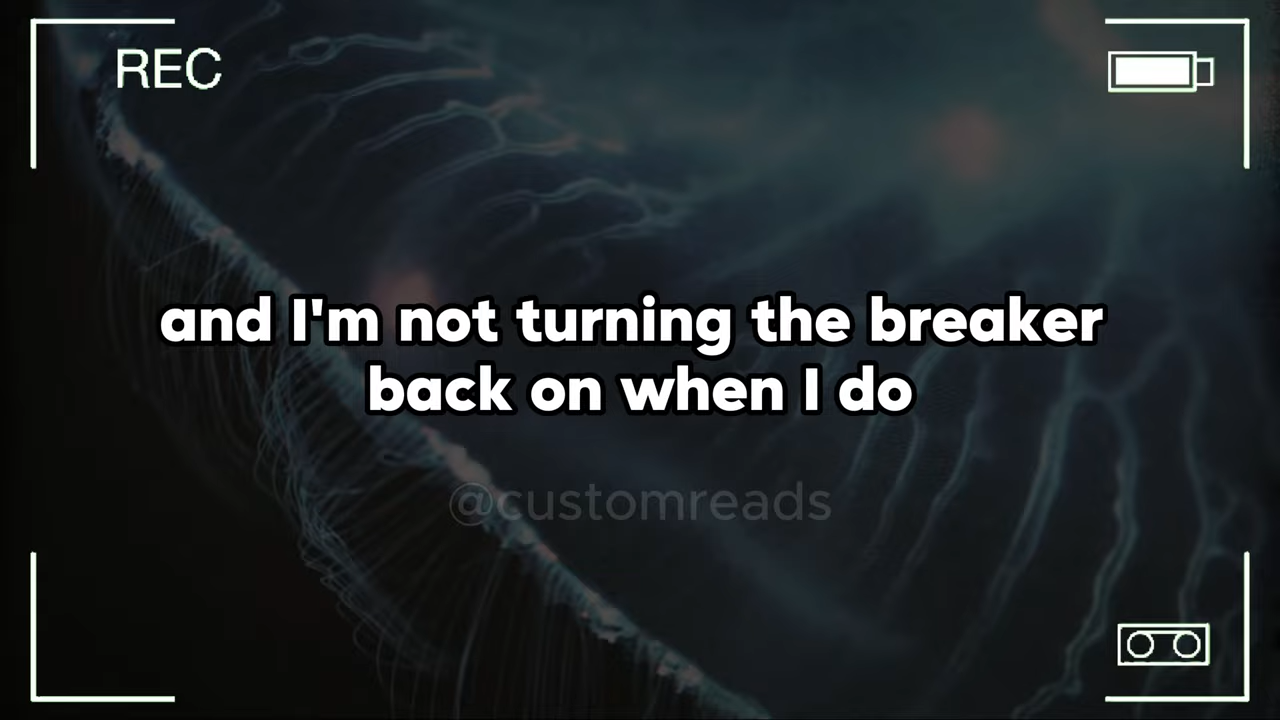 REC
and I'm not turning the breaker
back on when I do
@customreads